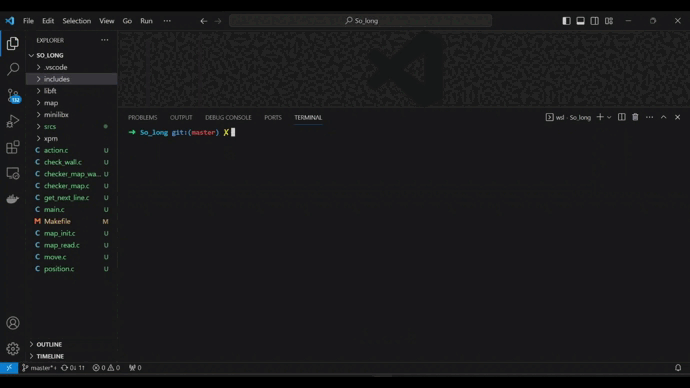 File Edit Selection View Go Run ··· So_long
EXPLORER ···
SO_LONG
.vscode
includes
libft
map
minilibx
srcs
xpm
action.c U
check_wall.c U
checker_map_wa... U
checker_map.c U
get_next_line.c U
main.c U
Makefile M
map_init.c U
map_read.c U
move.c U
position.c U
OUTLINE
TIMELINE
PROBLEMS OUTPUT DEBUG CONSOLE PORTS TERMINAL wsl - So_long
So_long git:(master) ✗
master*+ 0↓ 1↑ 0 0 0